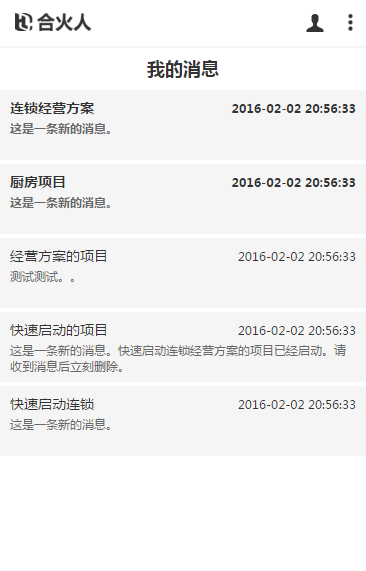 合火人
我的消息
连锁经营方案 2016-02-02 20:56:33
这是一条新的消息。
厨房项目 2016-02-02 20:56:33
这是一条新的消息。
经营方案的项目 2016-02-02 20:56:33
测试测试。。
快速启动的项目 2016-02-02 20:56:33
这是一条新的消息。快速启动连锁经营方案的项目已经启动。请
收到消息后立刻删除。
快速启动连锁 2016-02-02 20:56:33
这是一条新的消息。